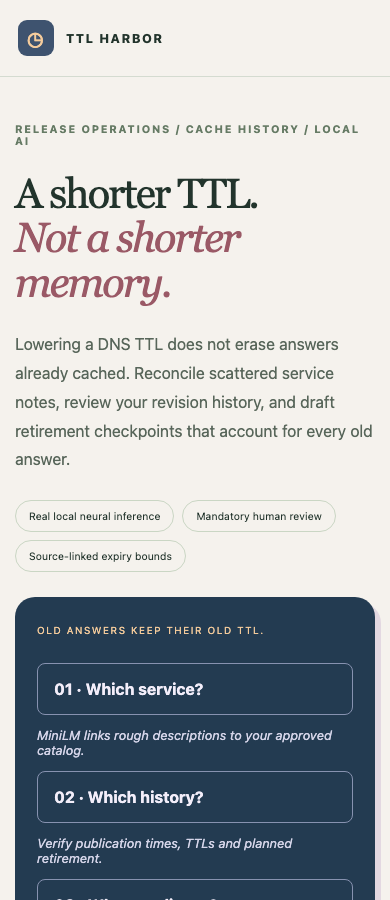 TTL HARBOR
RELEASE OPERATIONS / CACHE HISTORY / LOCAL
AI
A shorter TTL.
Not a shorter
memory.
Lowering a DNS TTL does not erase answers
already cached. Reconcile scattered service
notes, review your revision history, and draft
retirement checkpoints that account for every old
answer.
Real local neural inference
Mandatory human review
Source-linked expiry bounds
OLD ANSWERS KEEP THEIR OLD TTL.
01 · Which service?
MiniLM links rough descriptions to your approved
catalog.
02 · Which history?
Verify publication times, TTLs and planned
retirement.